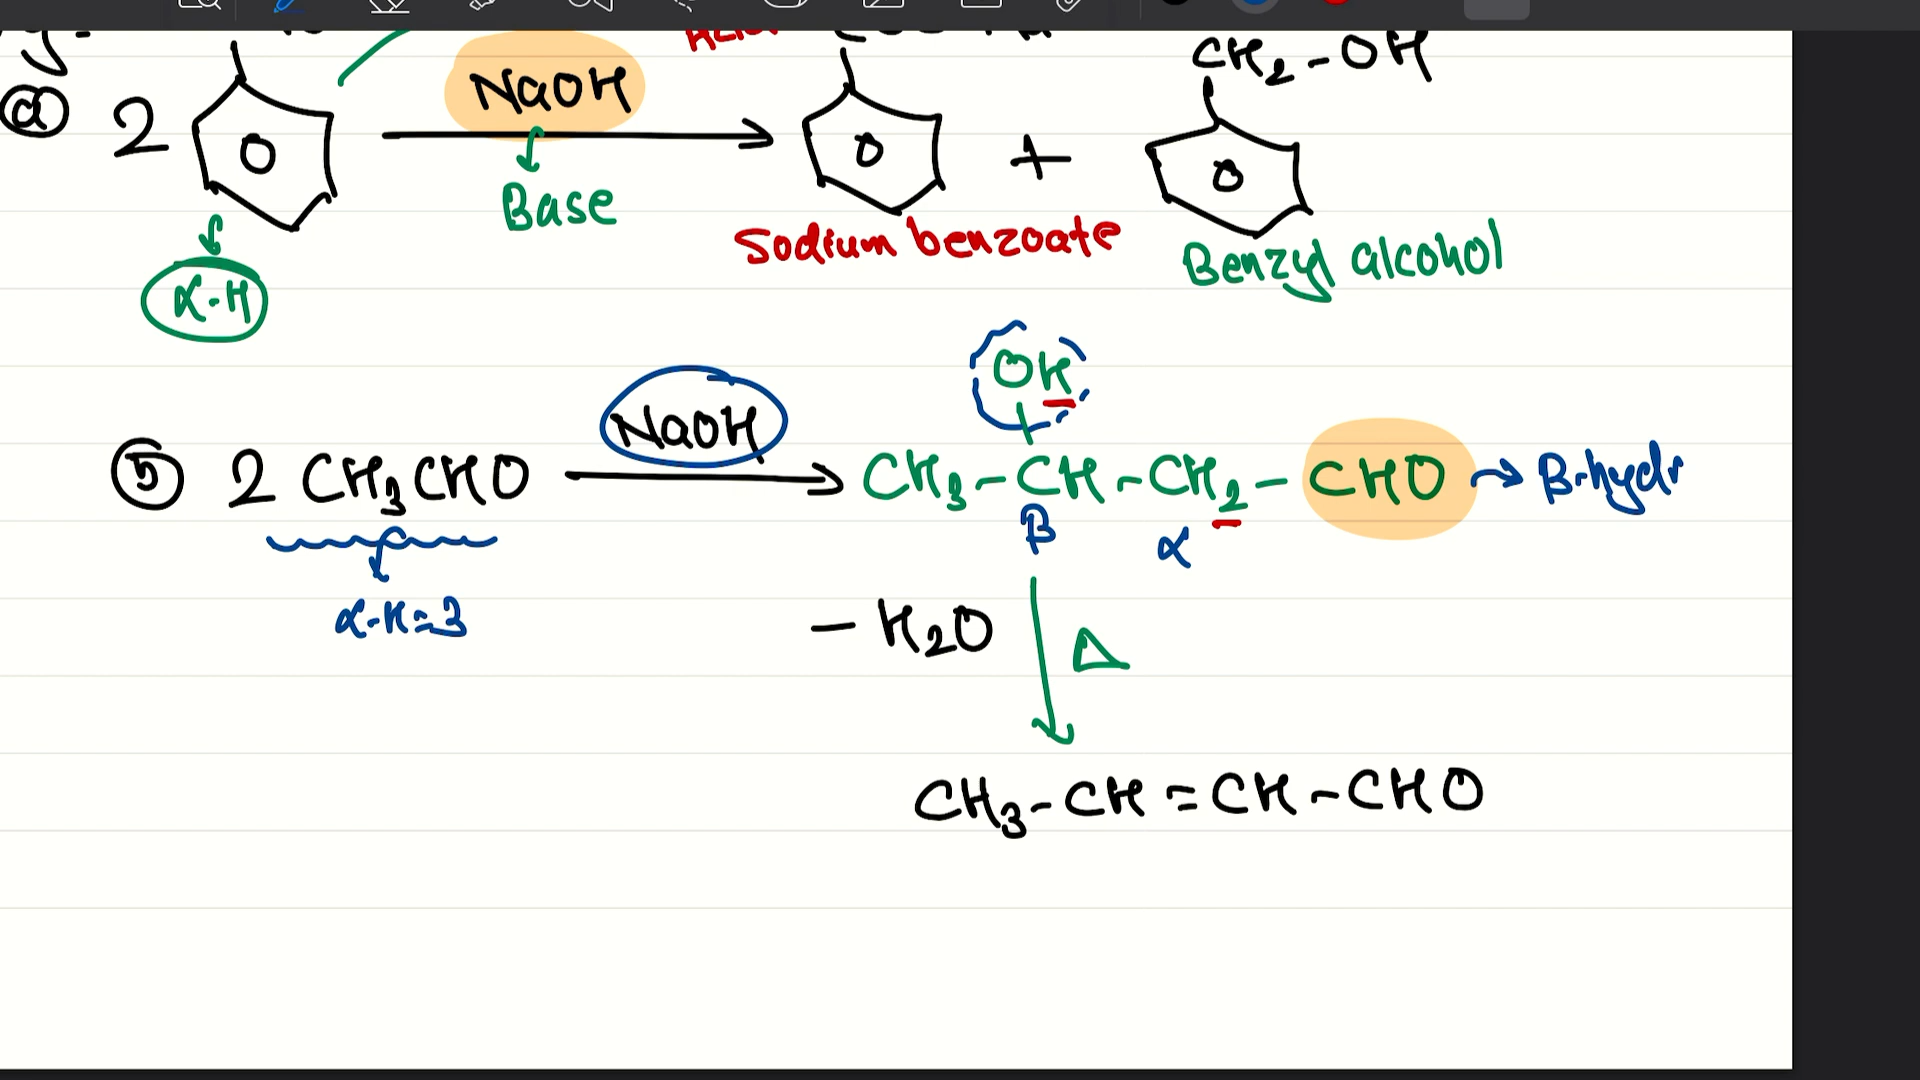 CH₂-OH
ⓐ 2 NaOH +
Base
Sodium benzoate Benzyl alcohol
α-H
OH
NaOH
⑤ 2 CH₃CHO CH₃-CH-CH₂-CHO → β-hydr
β α
α-H=3
-H₂O Δ
CH₃-CH=CH-CHO